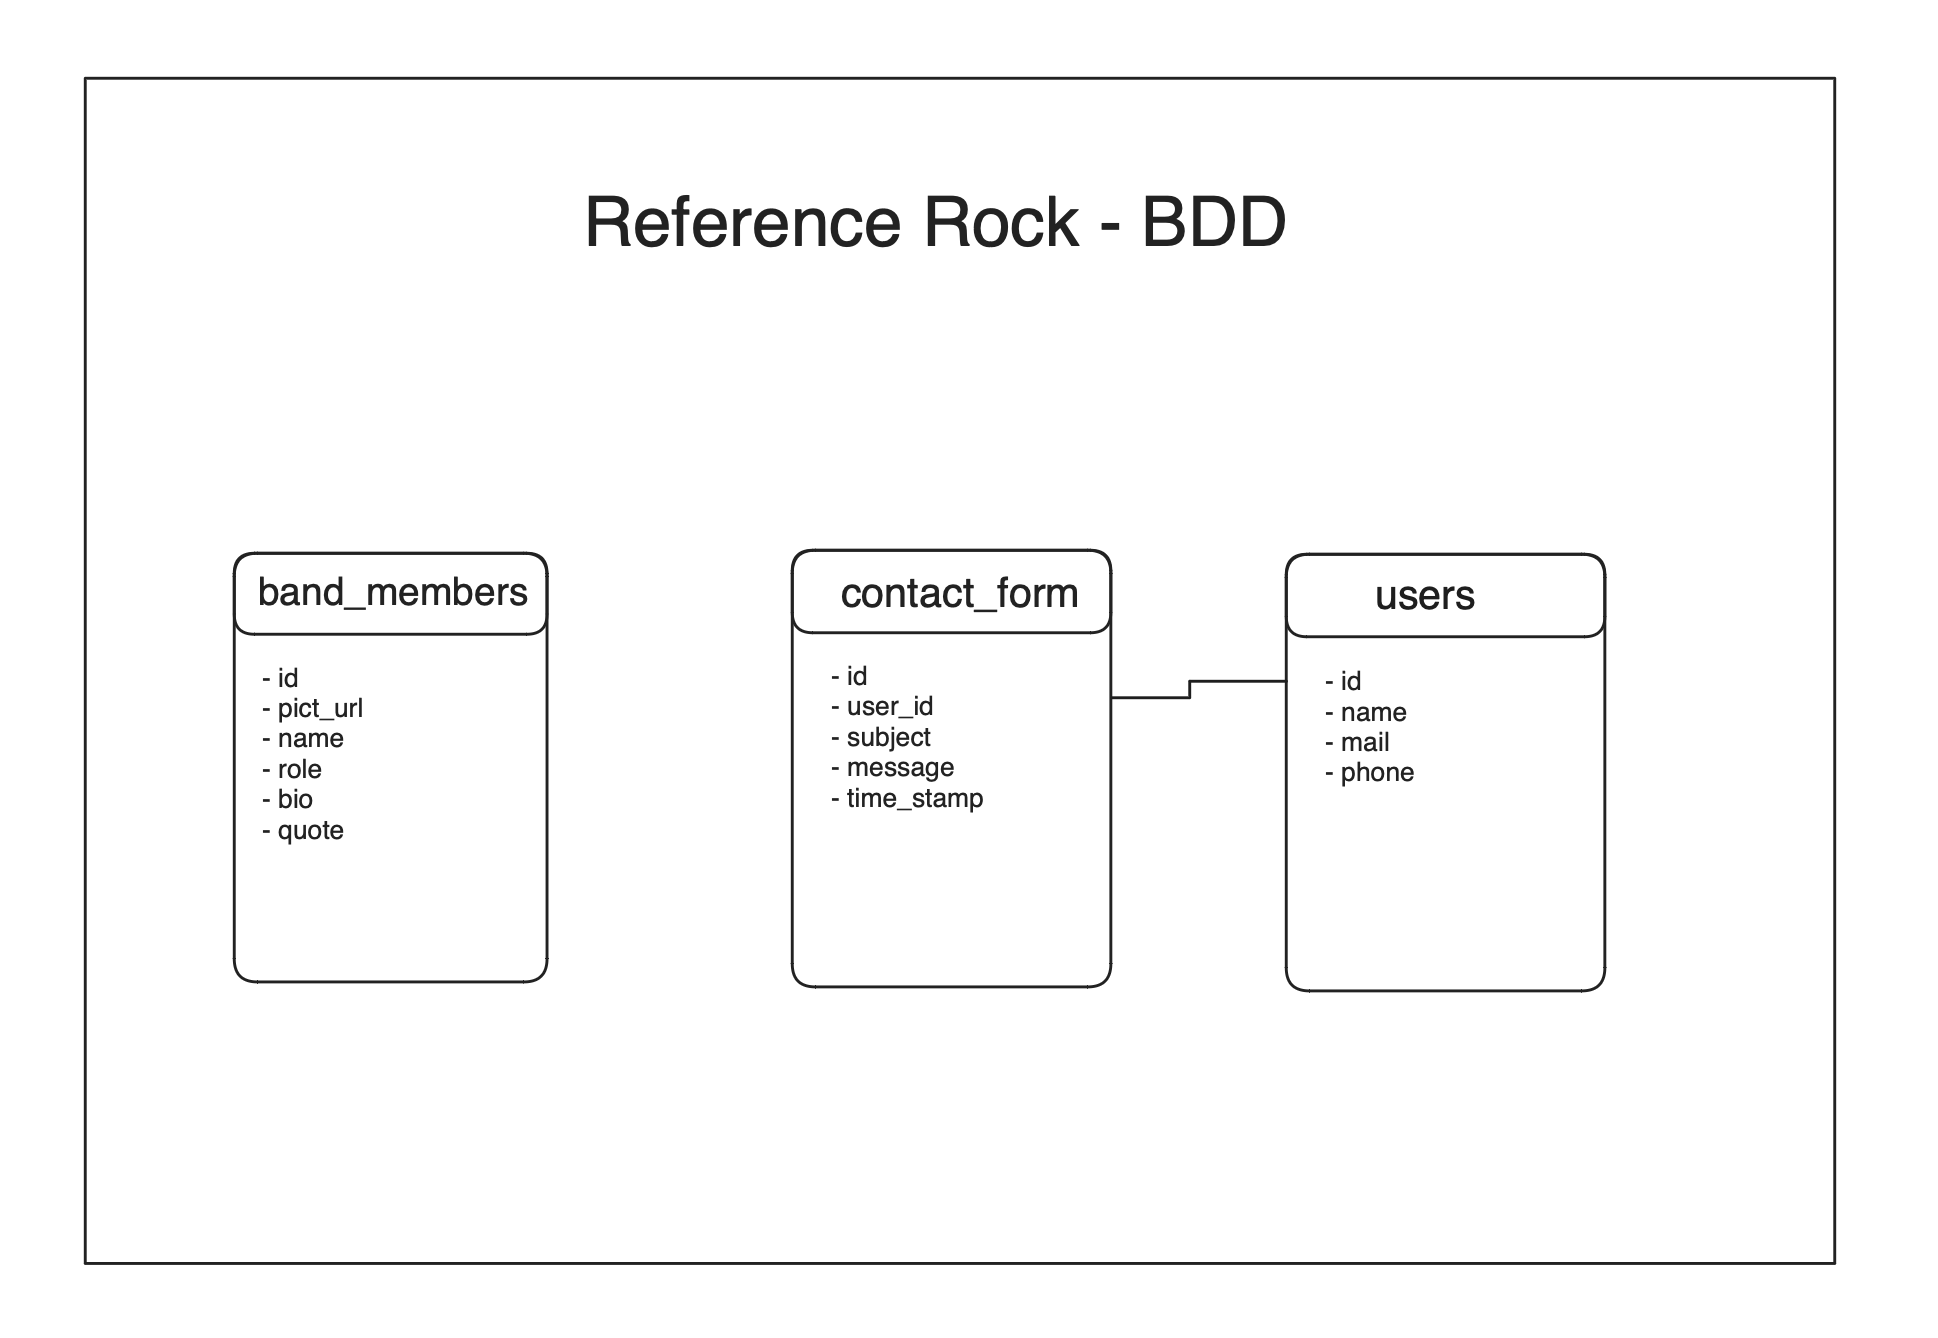 Reference Rock - BDD
band_members
- id
- pict_url
- name
- role
- bio
- quote
contact_form
- id
- user_id
- subject
- message
- time_stamp
users
- id
- name
- mail
- phone